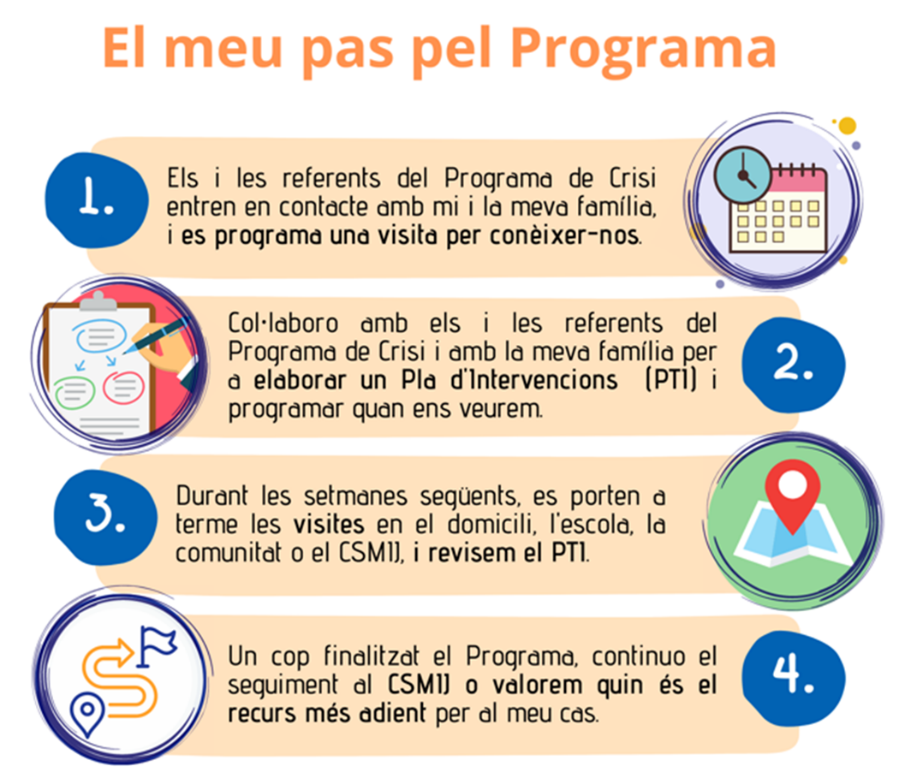 El meu pas pel Programa
1.
Els i les referents del Programa de Crisi
entren en contacte amb mi i la meva família,
i es programa una visita per conèixer-nos.
Col·laboro amb els i les referents del
Programa de Crisi i amb la meva família per
a elaborar un Pla d'Intervencions (PTI) i
programar quan ens veurem.
2.
3.
Durant les setmanes següents, es porten a
terme les visites en el domicili, l'escola, la
comunitat o el CSMIJ, i revisem el PTI.
Un cop finalitzat el Programa, continuo el
seguiment al CSMIJ o valorem quin és el
recurs més adient per al meu cas.
4.